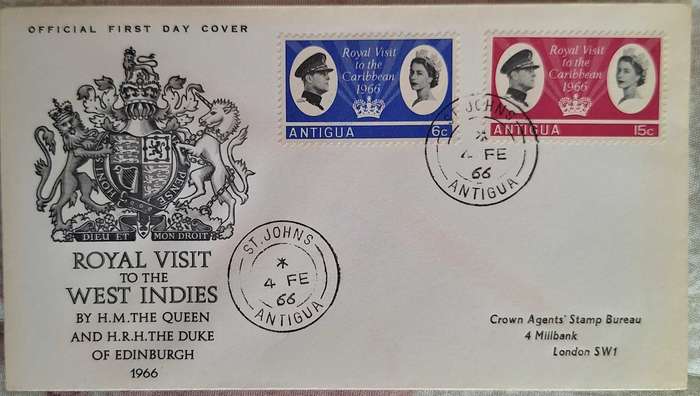 OFFICIAL FIRST DAY COVER
DIEU ET MON DROIT
ROYAL VISIT
TO THE
WEST INDIES
BY H.M. THE QUEEN
AND H.R.H. THE DUKE
OF EDINBURGH
1966
Royal Visit
to the
Caribbean
1966
ANTIGUA 6c
Royal Visit
to the
Caribbean
1966
ANTIGUA 15c
ST. JOHNS
*
4 FE
66
ANTIGUA
ST. JOHNS
*
4 FE
66
ANTIGUA
Crown Agents' Stamp Bureau
4 Millbank
London SW1